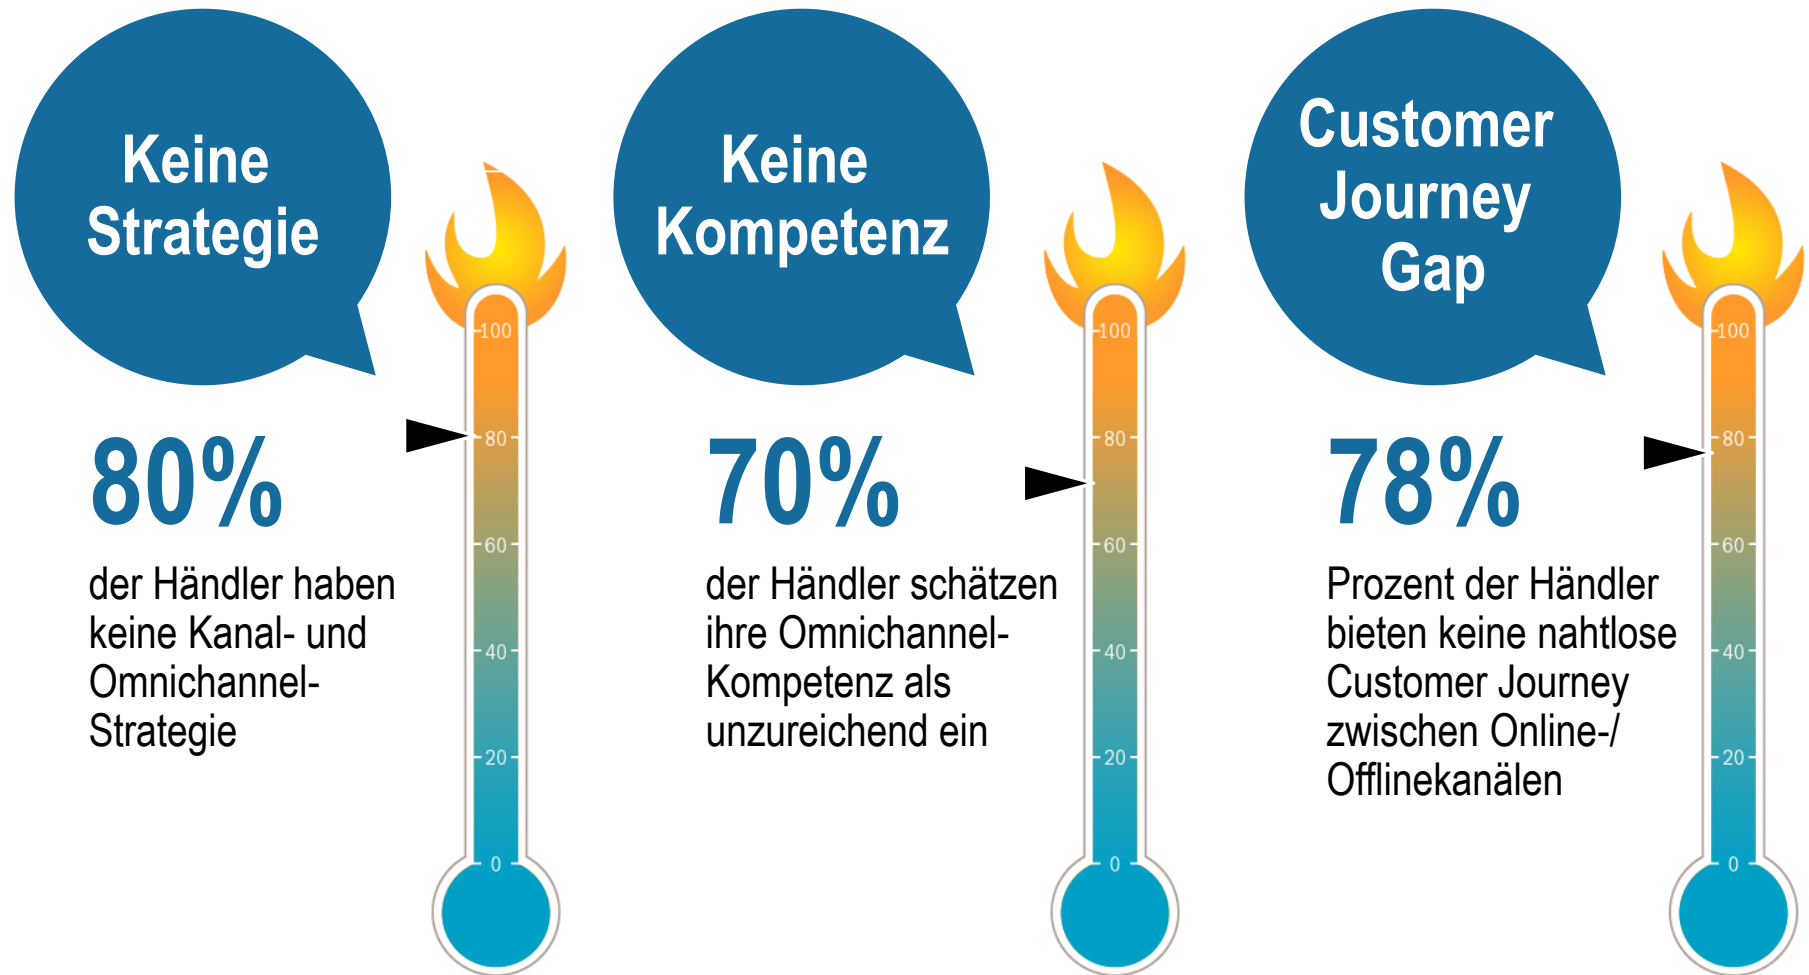 Keine
Strategie
80%
der Händler haben
keine Kanal- und
Omnichannel-
Strategie
100
80
60
40
20
0
Keine
Kompetenz
70%
der Händler schätzen
ihre Omnichannel-
Kompetenz als
unzureichend ein
100
80
60
40
20
0
Customer
Journey
Gap
78%
Prozent der Händler
bieten keine nahtlose
Customer Journey
zwischen Online-/
Offlinekanälen
100
80
60
40
20
0